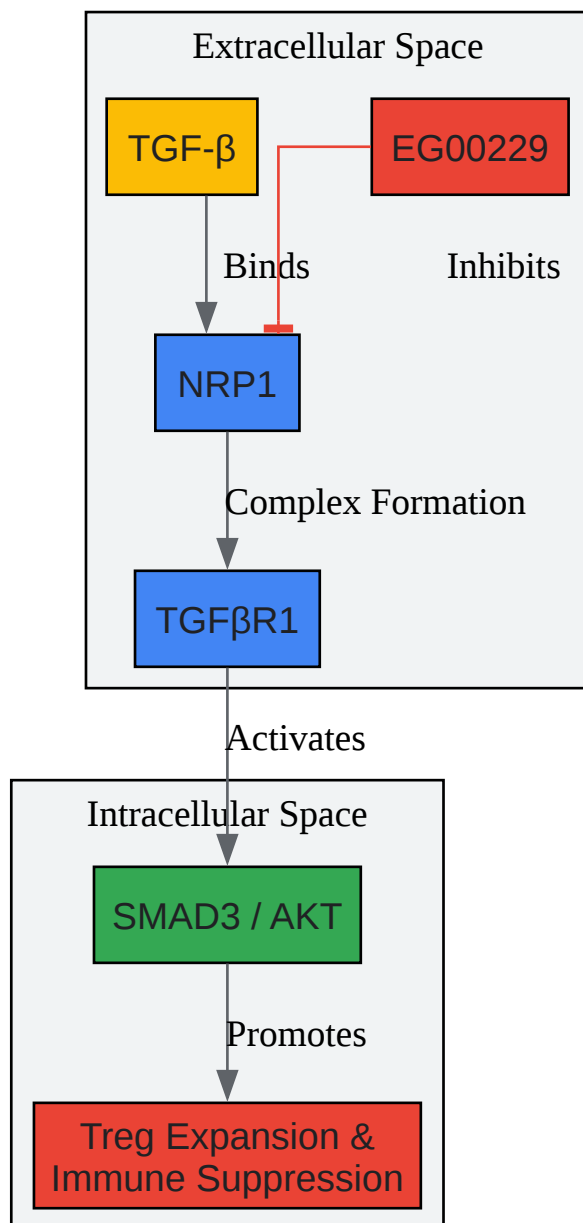 Extracellular Space
TGF-β
EG00229
Binds
Inhibits
NRP1
Complex Formation
TGFβR1
Activates
Intracellular Space
SMAD3 / AKT
Promotes
Treg Expansion &
Immune Suppression